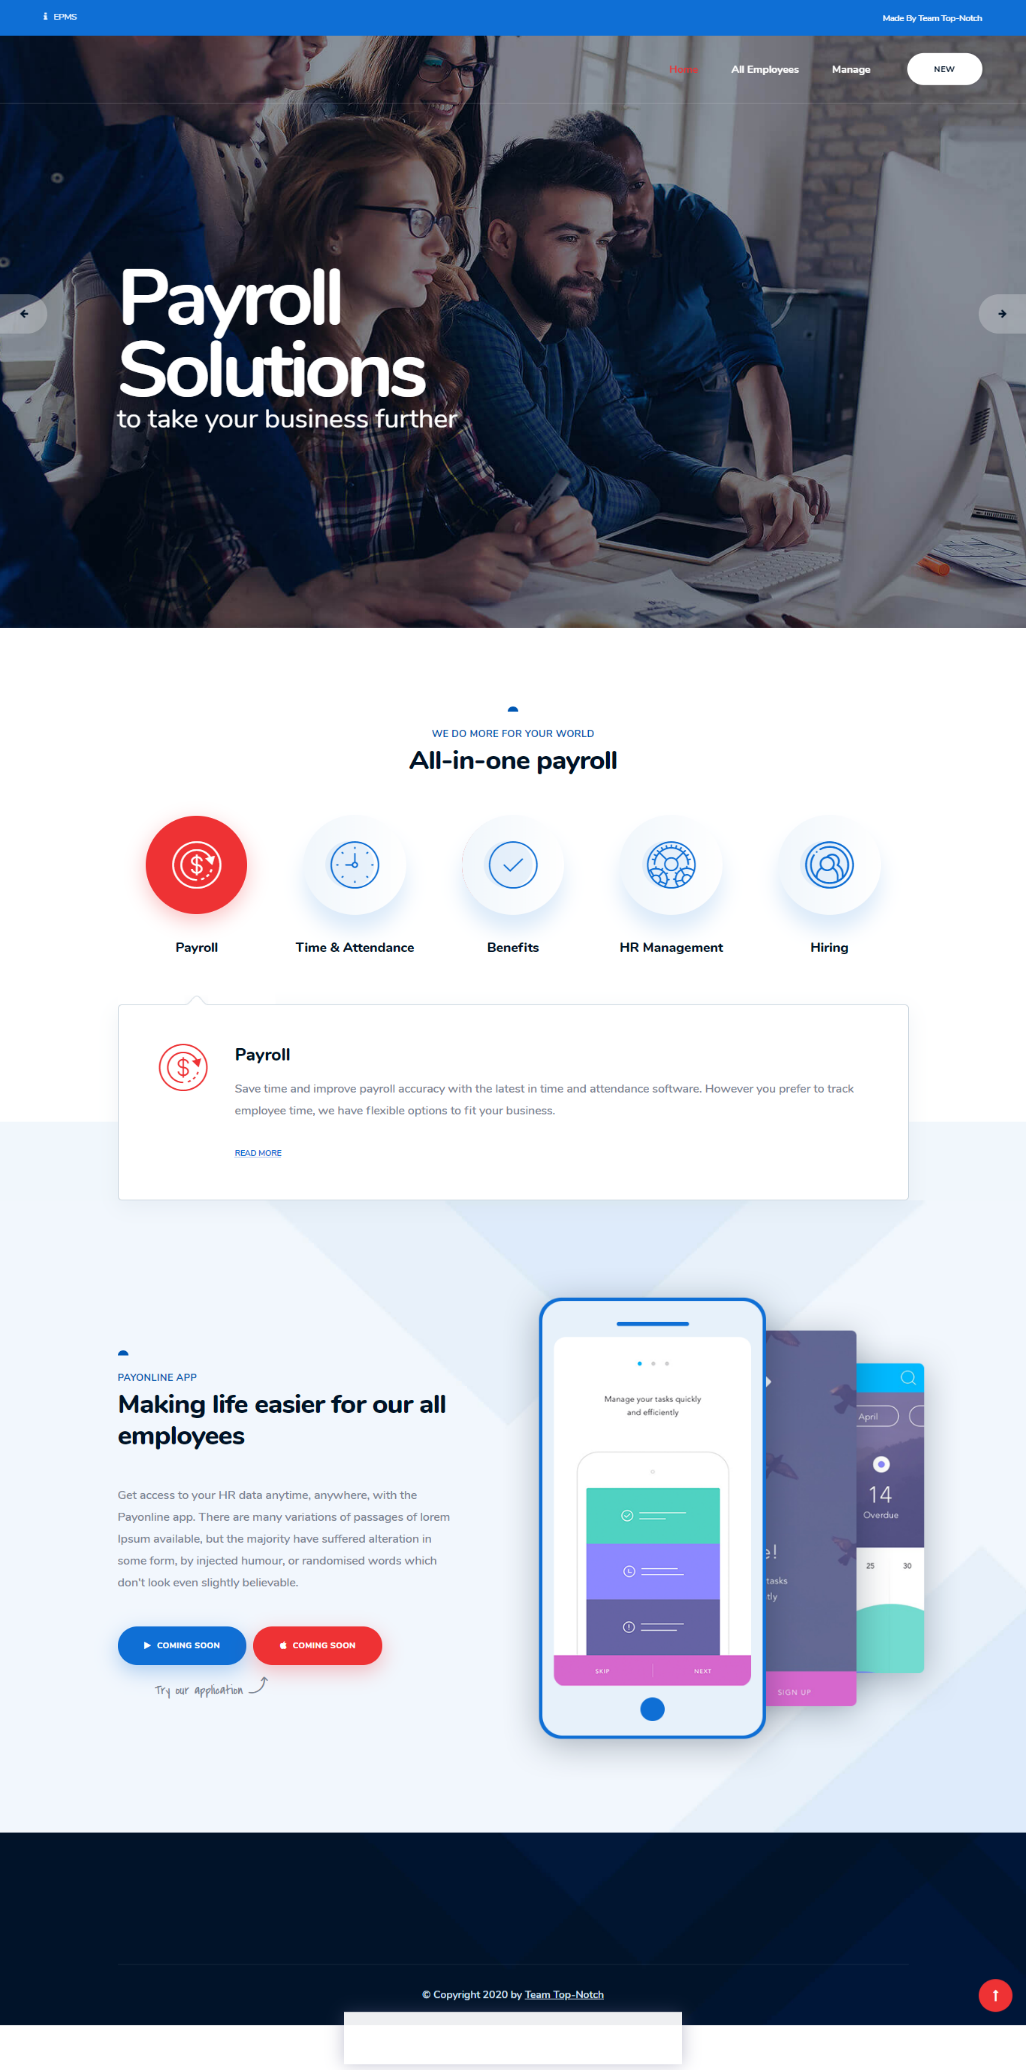 EPMS
Made By Team Top-Notch
Home
All Employees
Manage
NEW
Payroll
Solutions
to take your business further
WE DO MORE FOR YOUR WORLD
All-in-one payroll
Payroll
Time & Attendance
Benefits
HR Management
Hiring
Payroll
Save time and improve payroll accuracy with the latest in time and attendance software. However you prefer to track
employee time, we have flexible options to fit your business.
READ MORE
PAYONLINE APP
Making life easier for our all
employees
Get access to your HR data anytime, anywhere, with the
Payonline app. There are many variations of passages of lorem
Ipsum available, but the majority have suffered alteration in
some form, by injected humour, or randomised words which
don't look even slightly believable.
COMING SOON
COMING SOON
Try our application
Manage your tasks quickly
and efficiently
SKIP
NEXT
e!
tasks
tly
SIGN UP
April
14
Overdue
25
30
© Copyright 2020 by Team Top-Notch